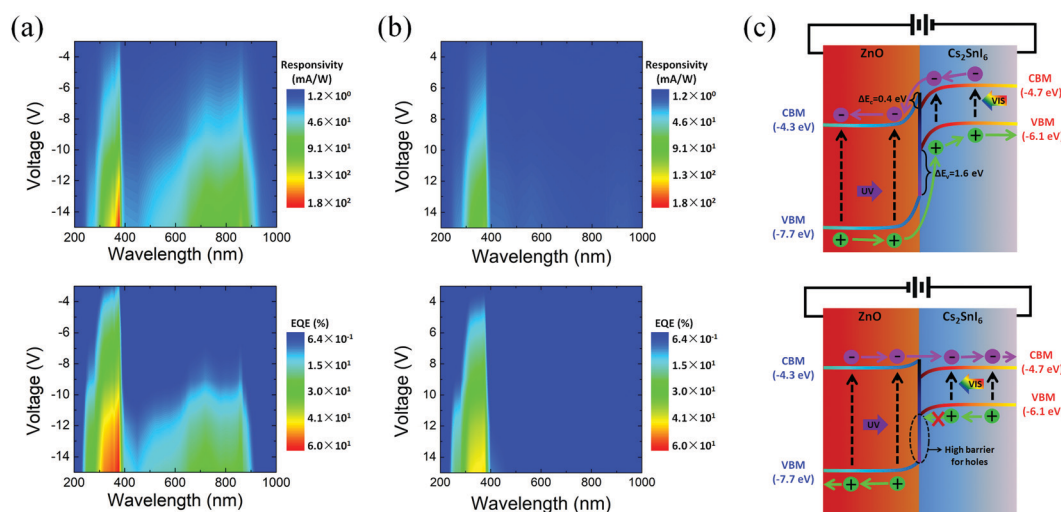 (a)
-4
-6
-8
-10
-12
-14
Voltage (V)
200 400 600 800 1000
Wavelength (nm)
Responsivity
(mA/W)
1.2×10⁰
4.6×10¹
9.1×10¹
1.3×10²
1.8×10²
(b)
-4
-6
-8
-10
-12
-14
Voltage (V)
200 400 600 800 1000
Wavelength (nm)
Responsivity
(mA/W)
1.2×10⁰
4.6×10¹
9.1×10¹
1.3×10²
1.8×10²
(c)
ZnO
Cs₂SnI₆
CBM
(-4.7 eV)
ΔEᵥ=0.4 eV
VIS
CBM
(-4.3 eV)
VBM
(-6.1 eV)
ΔEᵥ=1.6 eV
UV
VBM
(-7.7 eV)
-4
-6
-8
-10
-12
-14
Voltage (V)
200 400 600 800 1000
Wavelength (nm)
EQE (%)
6.4×10⁻¹
1.5×10¹
3.0×10¹
4.1×10¹
6.0×10¹
4
6
8
10
12
14
Voltage (V)
200 400 600 800 1000
Wavelength (nm)
EQE (%)
6.4×10⁻¹
1.5×10¹
3.0×10¹
4.1×10¹
6.0×10¹
ZnO
Cs₂SnI₆
CBM
(-4.3 eV)
CBM
(-4.7 eV)
VIS
VBM
(-6.1 eV)
UV
High barrier
for holes
VBM
(-7.7 eV)